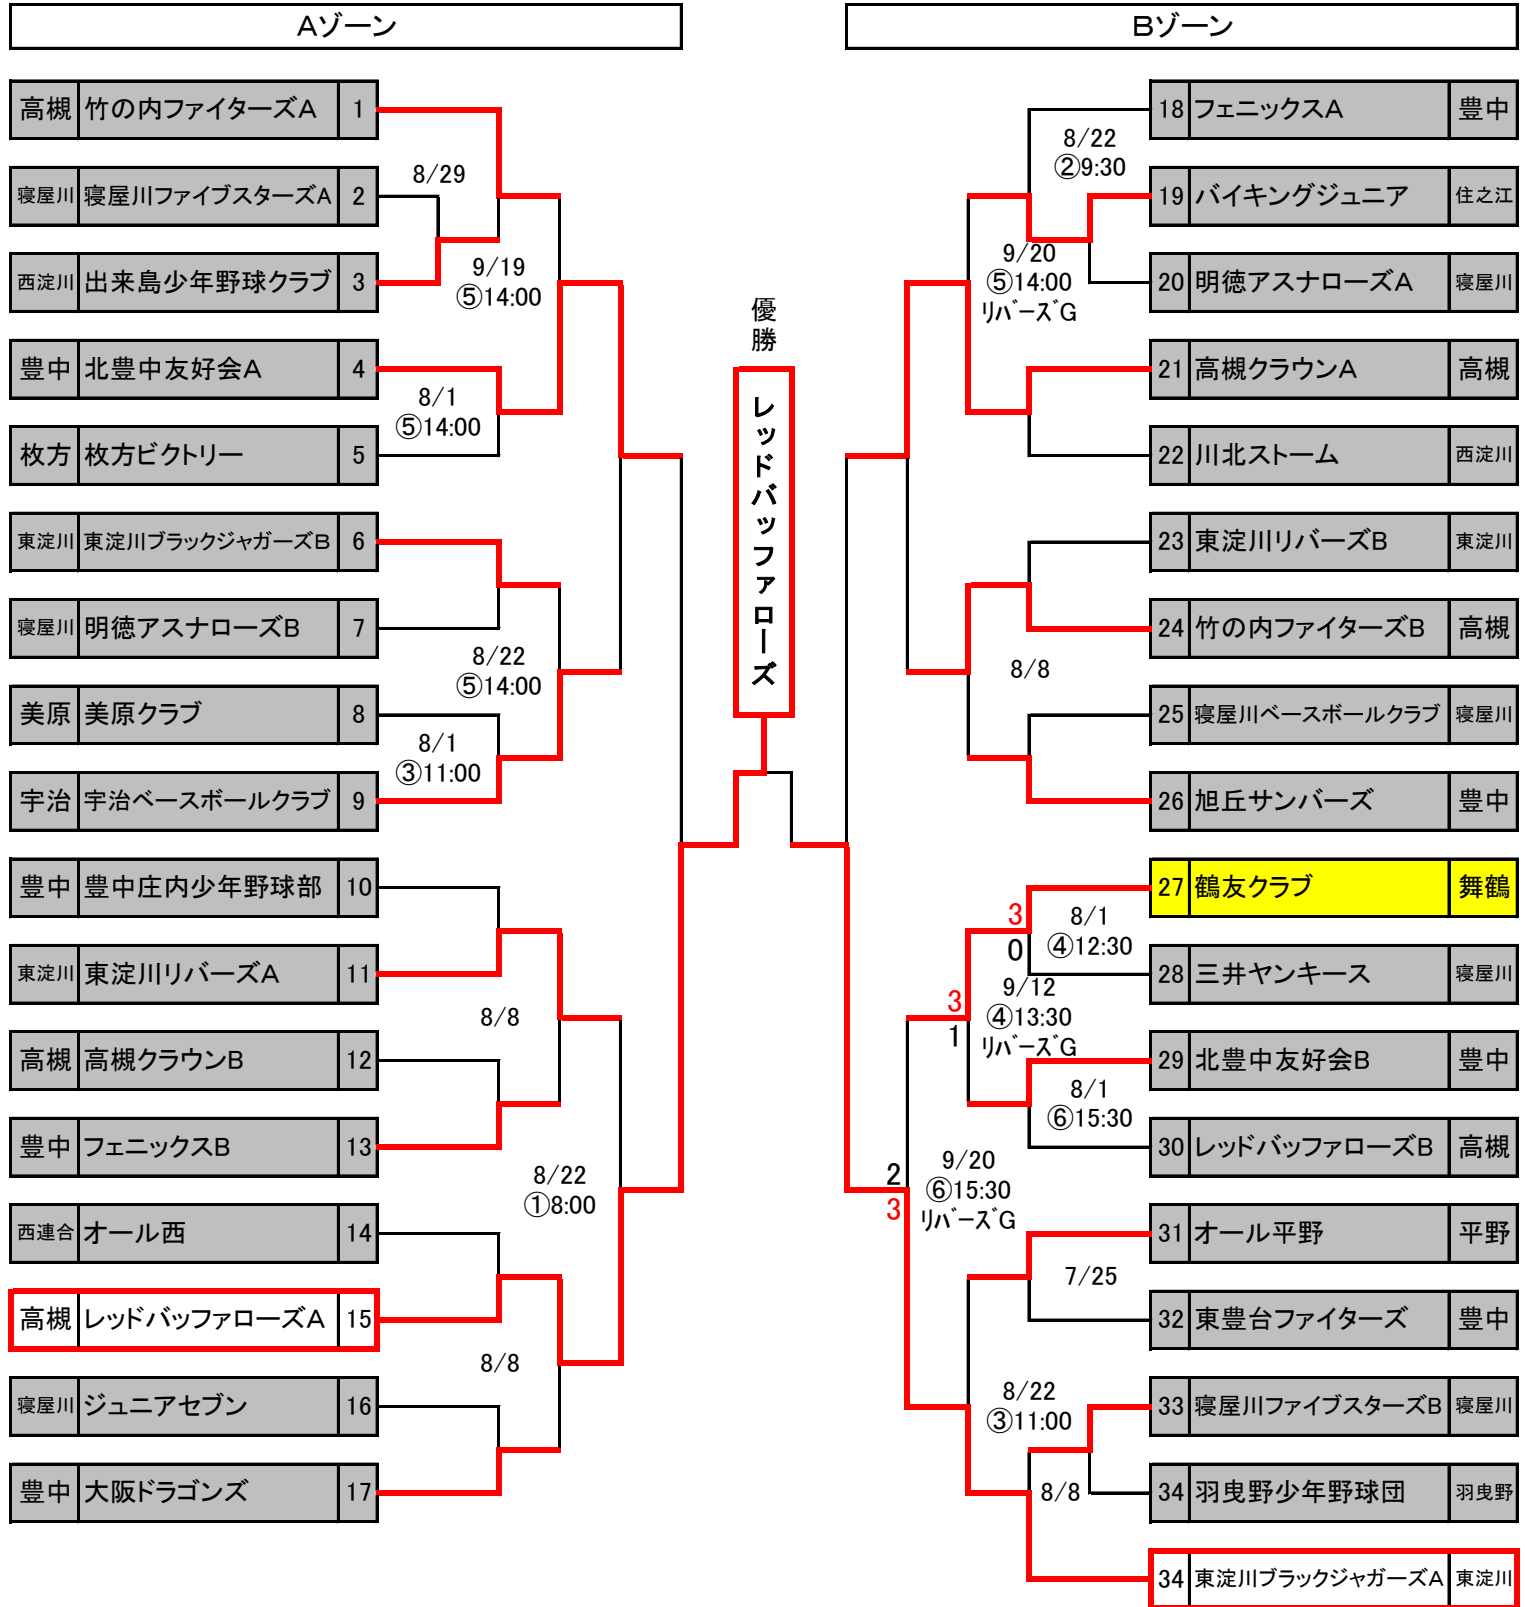 Aゾーン
高槻 竹の内ファイターズA 1
8/29
寝屋川 寝屋川ファイブスターズA 2
西淀川 出来島少年野球クラブ 3
9/19
⑤14:00
豊中 北豊中友好会A 4
8/1
⑤14:00
枚方 枚方ビクトリー 5
東淀川 東淀川ブラックジャガーズB 6
寝屋川 明徳アスナローズB 7
8/22
⑤14:00
美原 美原クラブ 8
8/1
③11:00
宇治 宇治ベースボールクラブ 9
豊中 豊中庄内少年野球部 10
東淀川 東淀川リバーズA 11
8/8
高槻 高槻クラウンB 12
豊中 フェニックスB 13
8/22
①8:00
西連合 オール西 14
高槻 レッドバッファローズA 15
8/8
寝屋川 ジュニアセブン 16
豊中 大阪ドラゴンズ 17
優勝
レッドバッファローズ
Bゾーン
18 フェニックスA 豊中
8/22
②9:30
19 バイキングジュニア 住之江
9/20
⑤14:00
リバーズG
20 明徳アスナローズA 寝屋川
21 高槻クラウンA 高槻
22 川北ストーム 西淀川
23 東淀川リバーズB 東淀川
24 竹の内ファイターズB 高槻
8/8
25 寝屋川ベースボールクラブ 寝屋川
26 旭丘サンバーズ 豊中
27 鶴友クラブ 舞鶴
3
0
8/1
④12:30
28 三井ヤンキース 寝屋川
3
1
9/12
④13:30
リバーズG
29 北豊中友好会B 豊中
8/1
⑥15:30
30 レッドバッファローズB 高槻
2
3
9/20
⑥15:30
リバーズG
31 オール平野 平野
7/25
32 東豊台ファイターズ 豊中
8/22
③11:00
33 寝屋川ファイブスターズB 寝屋川
8/8
34 羽曳野少年野球団 羽曳野
34 東淀川ブラックジャガーズA 東淀川